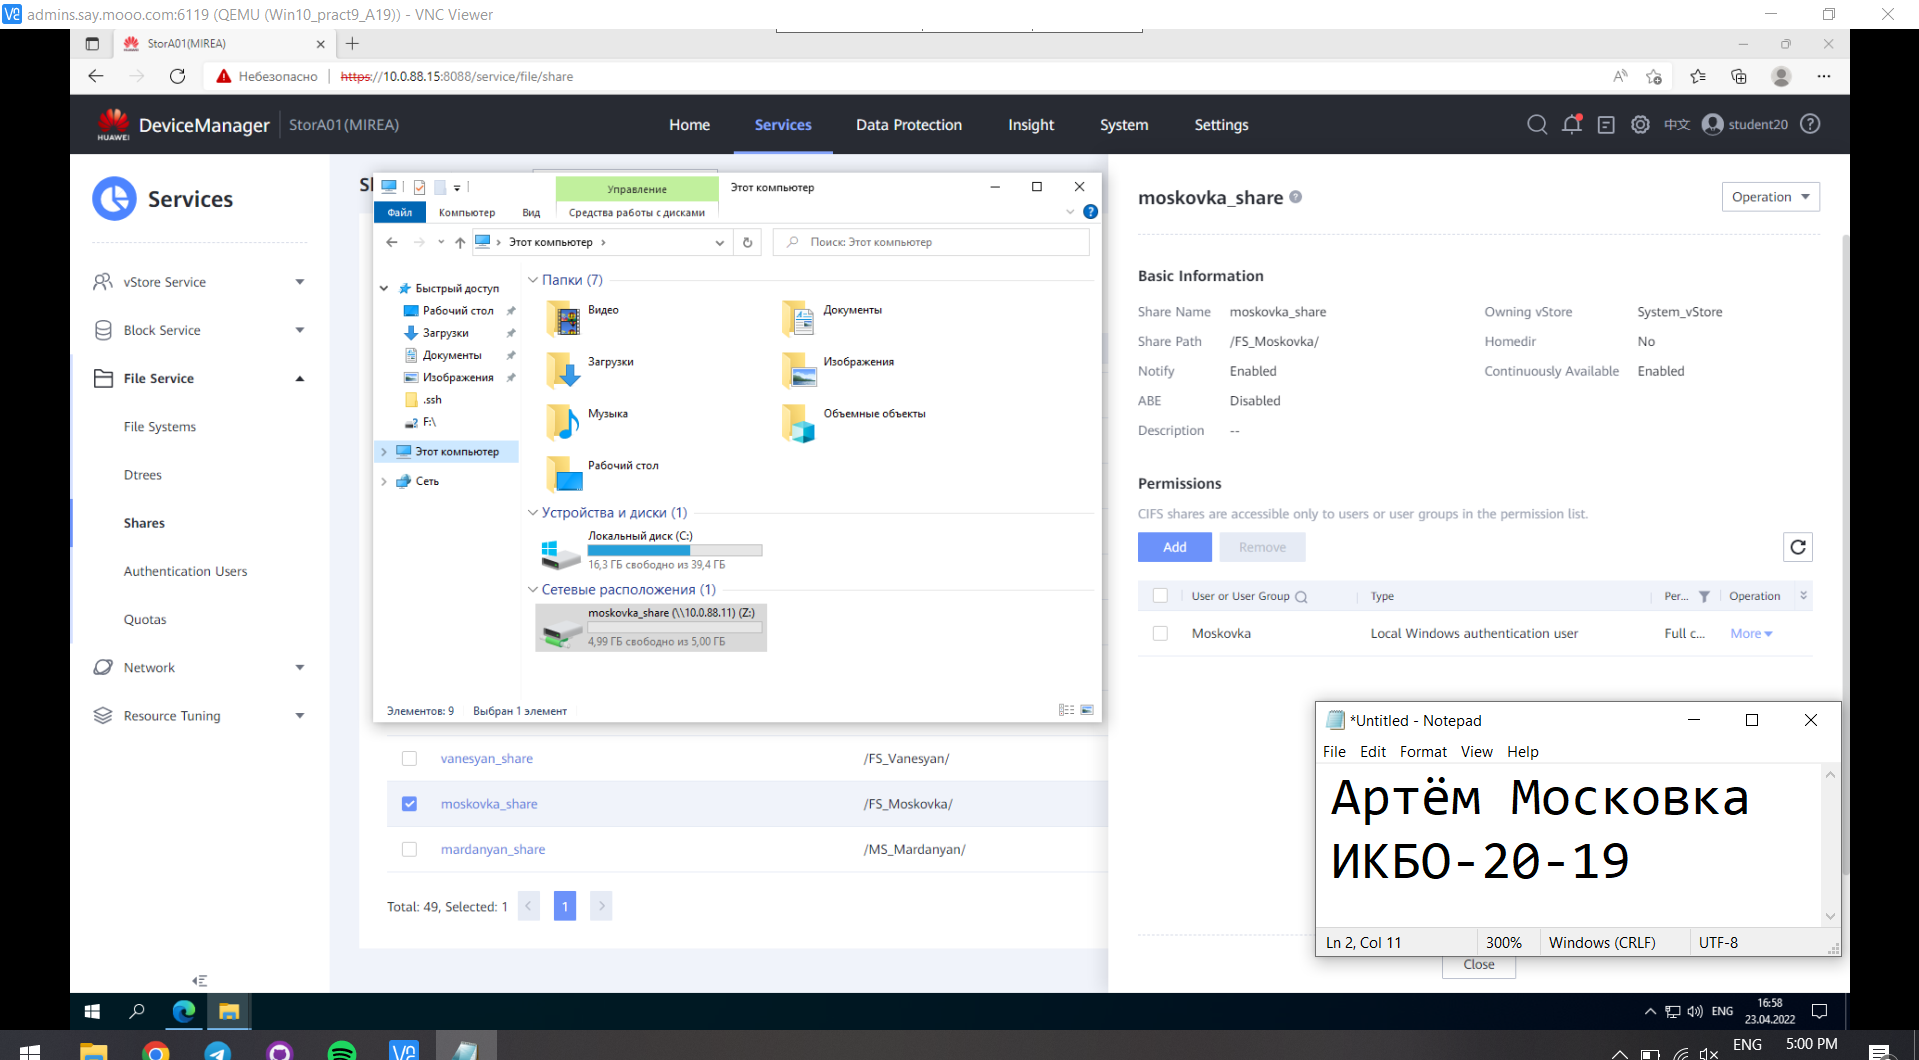 admins.say.mooo.com:6119 (QEMU (Win10_pract9_A19)) - VNC Viewer
StorA01(MIREA)
Небезопасно
https://10.0.88.15:8088/service/file/share
HUAWEI
DeviceManager
StorA01(MIREA)
Home
Services
Data Protection
Insight
System
Settings
中文
student20
Services
vStore Service
Block Service
File Service
File Systems
Dtrees
Shares
Authentication Users
Quotas
Network
Resource Tuning
Управление
Этот компьютер
Файл
Компьютер
Вид
Средства работы с дисками
Этот компьютер
Поиск: Этот компьютер
Быстрый доступ
Рабочий стол
Загрузки
Документы
Изображения
.ssh
F:\
Этот компьютер
Сеть
Папки (7)
Видео
Документы
Загрузки
Изображения
Музыка
Объемные объекты
Рабочий стол
Устройства и диски (1)
Локальный диск (C:)
16,3 ГБ свободно из 39,4 ГБ
Сетевые расположения (1)
moskovka_share (\\10.0.88.11) (Z:)
4,99 ГБ свободно из 5,00 ГБ
Элементов: 9
Выбран 1 элемент
vanesyan_share
/FS_Vanesyan/
moskovka_share
/FS_Moskovka/
mardanyan_share
/MS_Mardanyan/
Total: 49, Selected: 1
1
moskovka_share
Operation
Basic Information
Share Name
moskovka_share
Owning vStore
System_vStore
Share Path
/FS_Moskovka/
Homedir
No
Notify
Enabled
Continuously Available
Enabled
ABE
Disabled
Description
--
Permissions
CIFS shares are accessible only to users or user groups in the permission list.
Add
Remove
User or User Group
Type
Per...
Operation
Moskovka
Local Windows authentication user
Full c...
More
*Untitled - Notepad
File
Edit
Format
View
Help
Артём Московка
ИКБО-20-19
Ln 2, Col 11
300%
Windows (CRLF)
UTF-8
Close
ENG
16:58
23.04.2022
ENG
5:00 PM